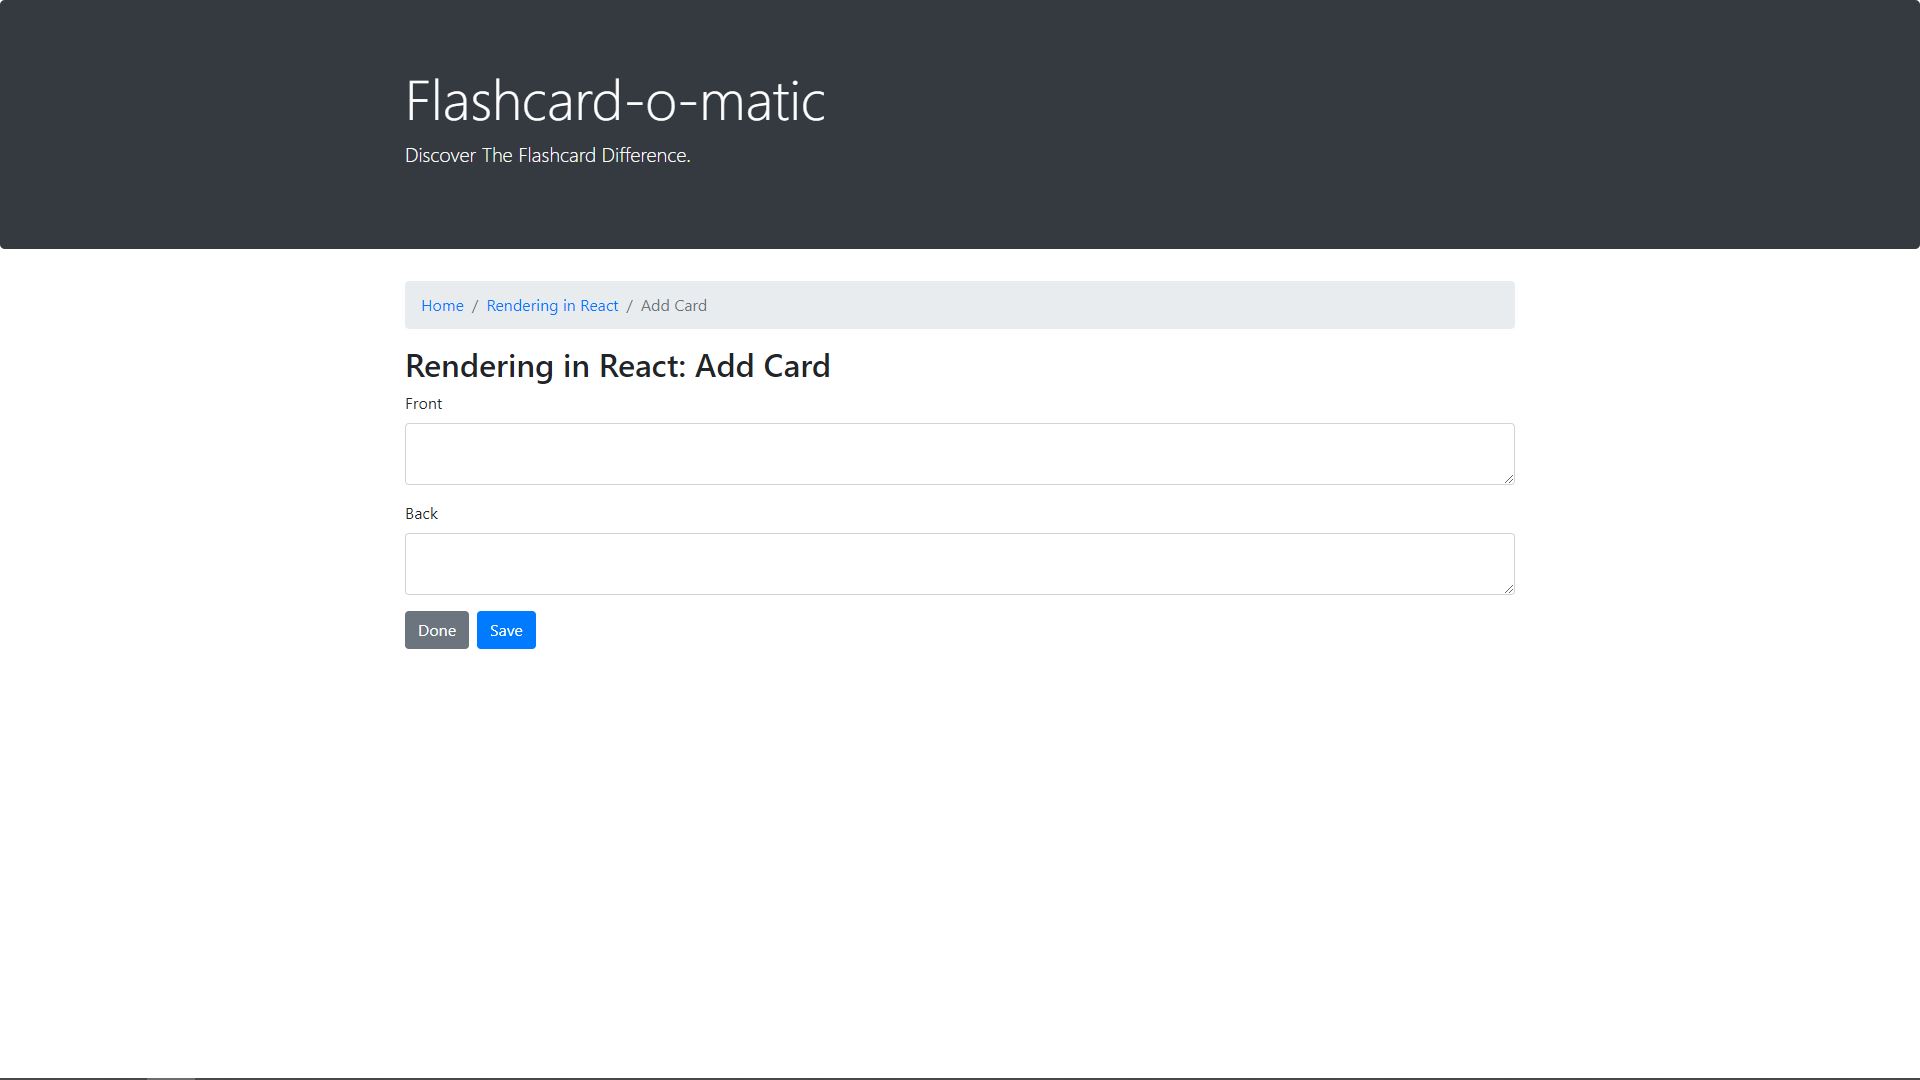 Flashcard-o-matic
Discover The Flashcard Difference.
Home / Rendering in React / Add Card
Rendering in React: Add Card
Front
Back
Done Save